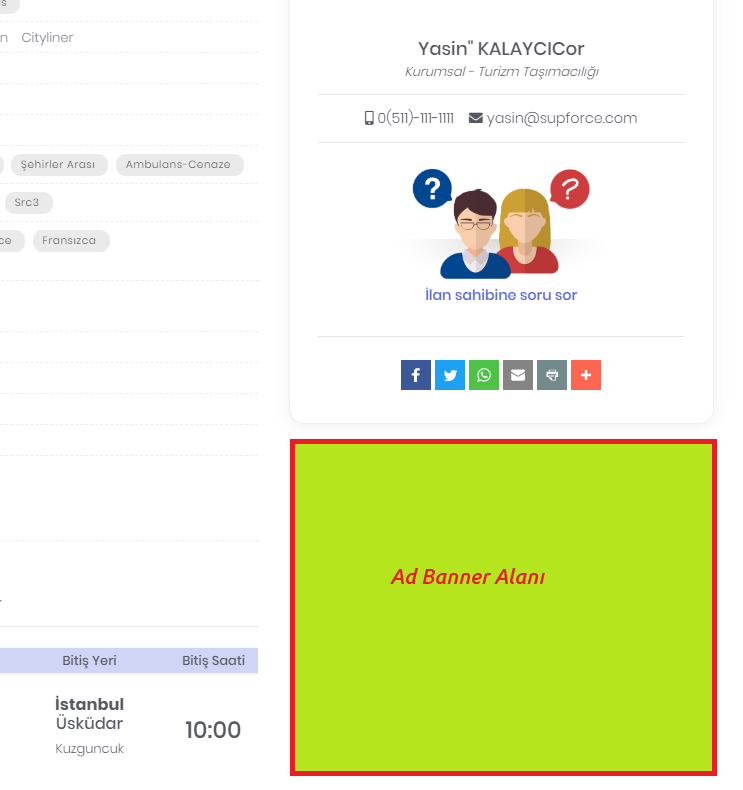 Cityliner
Şehirler Arası Ambulans-Cenaze
Src3
Fransızca
Bitiş Yeri Bitiş Saati
İstanbul
Üsküdar
10:00
Kuzguncuk
Yasin" KALAYCICor
Kurumsal - Turizm Taşımacılığı
0(511)-111-1111 yasin@supforce.com
? ?
İlan sahibine soru sor
Ad Banner Alanı